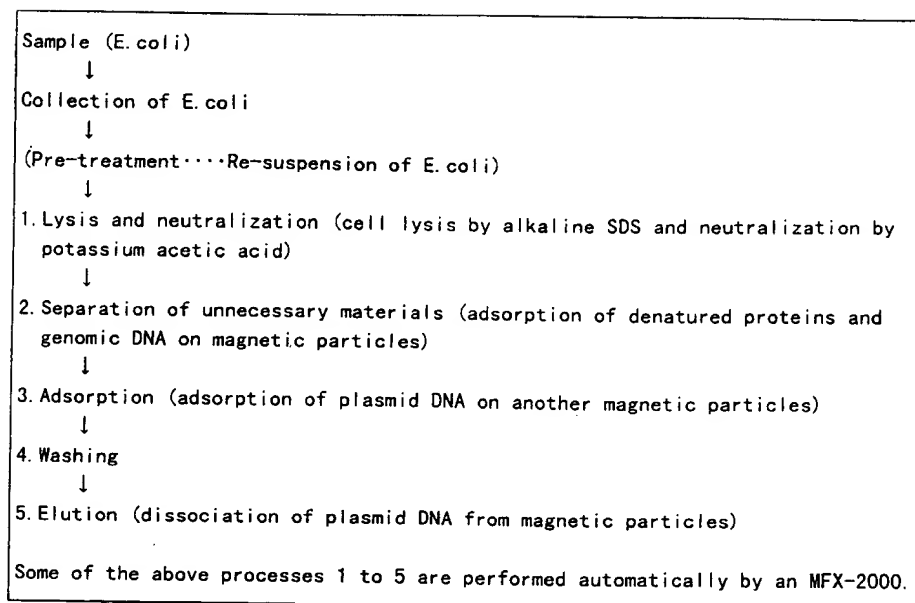 Sample (E. coli)
↓
Collection of E. coli
↓
(Pre-treatment‥‥Re-suspension of E. coli)
↓
1. Lysis and neutralization (cell lysis by alkaline SDS and neutralization by
potassium acetic acid)
↓
2. Separation of unnecessary materials (adsorption of denatured proteins and
genomic DNA on magnetic particles)
↓
3. Adsorption (adsorption of plasmid DNA on another magnetic particles)
↓
4. Washing
↓
5. Elution (dissociation of plasmid DNA from magnetic particles)
Some of the above processes 1 to 5 are performed automatically by an MFX-2000.